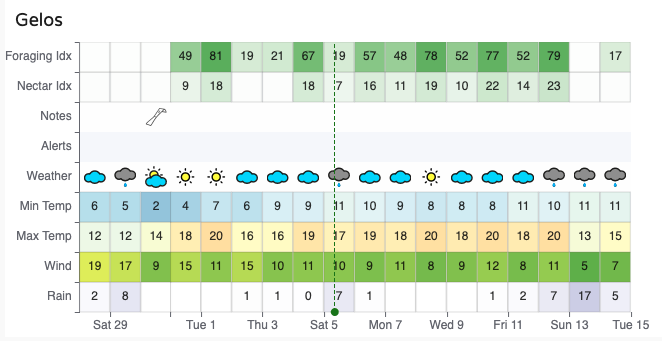 Gelos
Foraging Idx 49 81 19 21 67 19 57 48 78 52 77 52 79 17
Nectar Idx 9 18 18 7 16 11 19 10 22 14 23
Notes
Alerts
Weather
Min Temp 6 5 2 4 7 6 9 9 11 10 9 8 8 8 11 10 11 11
Max Temp 12 12 14 18 20 16 16 19 17 19 18 20 18 20 18 20 13 15
Wind 19 17 9 15 11 15 10 11 10 9 11 8 9 12 8 11 5 7
Rain 2 8 1 1 0 7 1 1 2 7 17 5
Sat 29 Tue 1 Thu 3 Sat 5 Mon 7 Wed 9 Fri 11 Sun 13 Tue 15